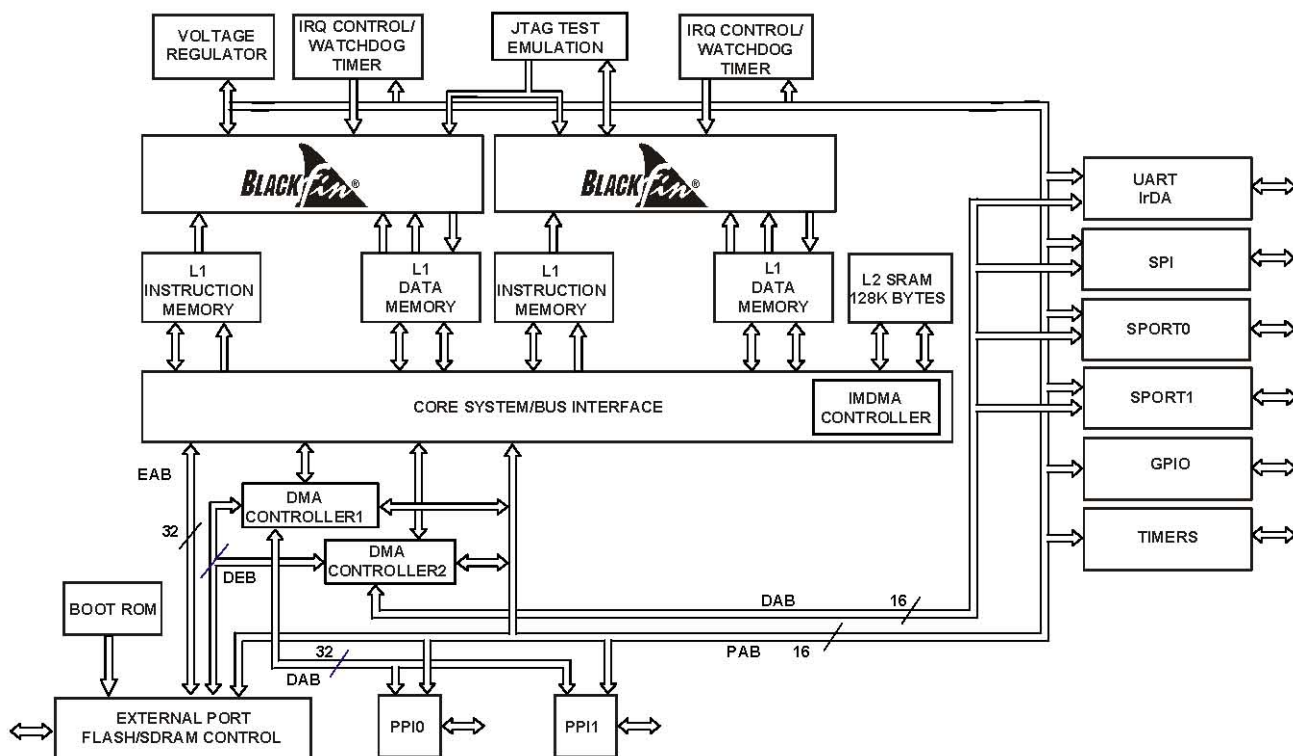 VOLTAGE
REGULATOR
IRQ CONTROL/
WATCHDOG
TIMER
JTAG TEST
EMULATION
IRQ CONTROL/
WATCHDOG
TIMER
BLACKfin®
BLACKfin®
L1
INSTRUCTION
MEMORY
L1
DATA
MEMORY
L1
INSTRUCTION
MEMORY
L1
DATA
MEMORY
L2 SRAM
128K BYTES
CORE SYSTEM/BUS INTERFACE
IMDMA
CONTROLLER
UART
IrDA
SPI
SPORT0
SPORT1
GPIO
TIMERS
EAB
32
DMA
CONTROLLER1
DEB
DMA
CONTROLLER2
BOOT ROM
DAB 16
PAB 16
32
DAB
EXTERNAL PORT
FLASH/SDRAM CONTROL
PPI0
PPI1